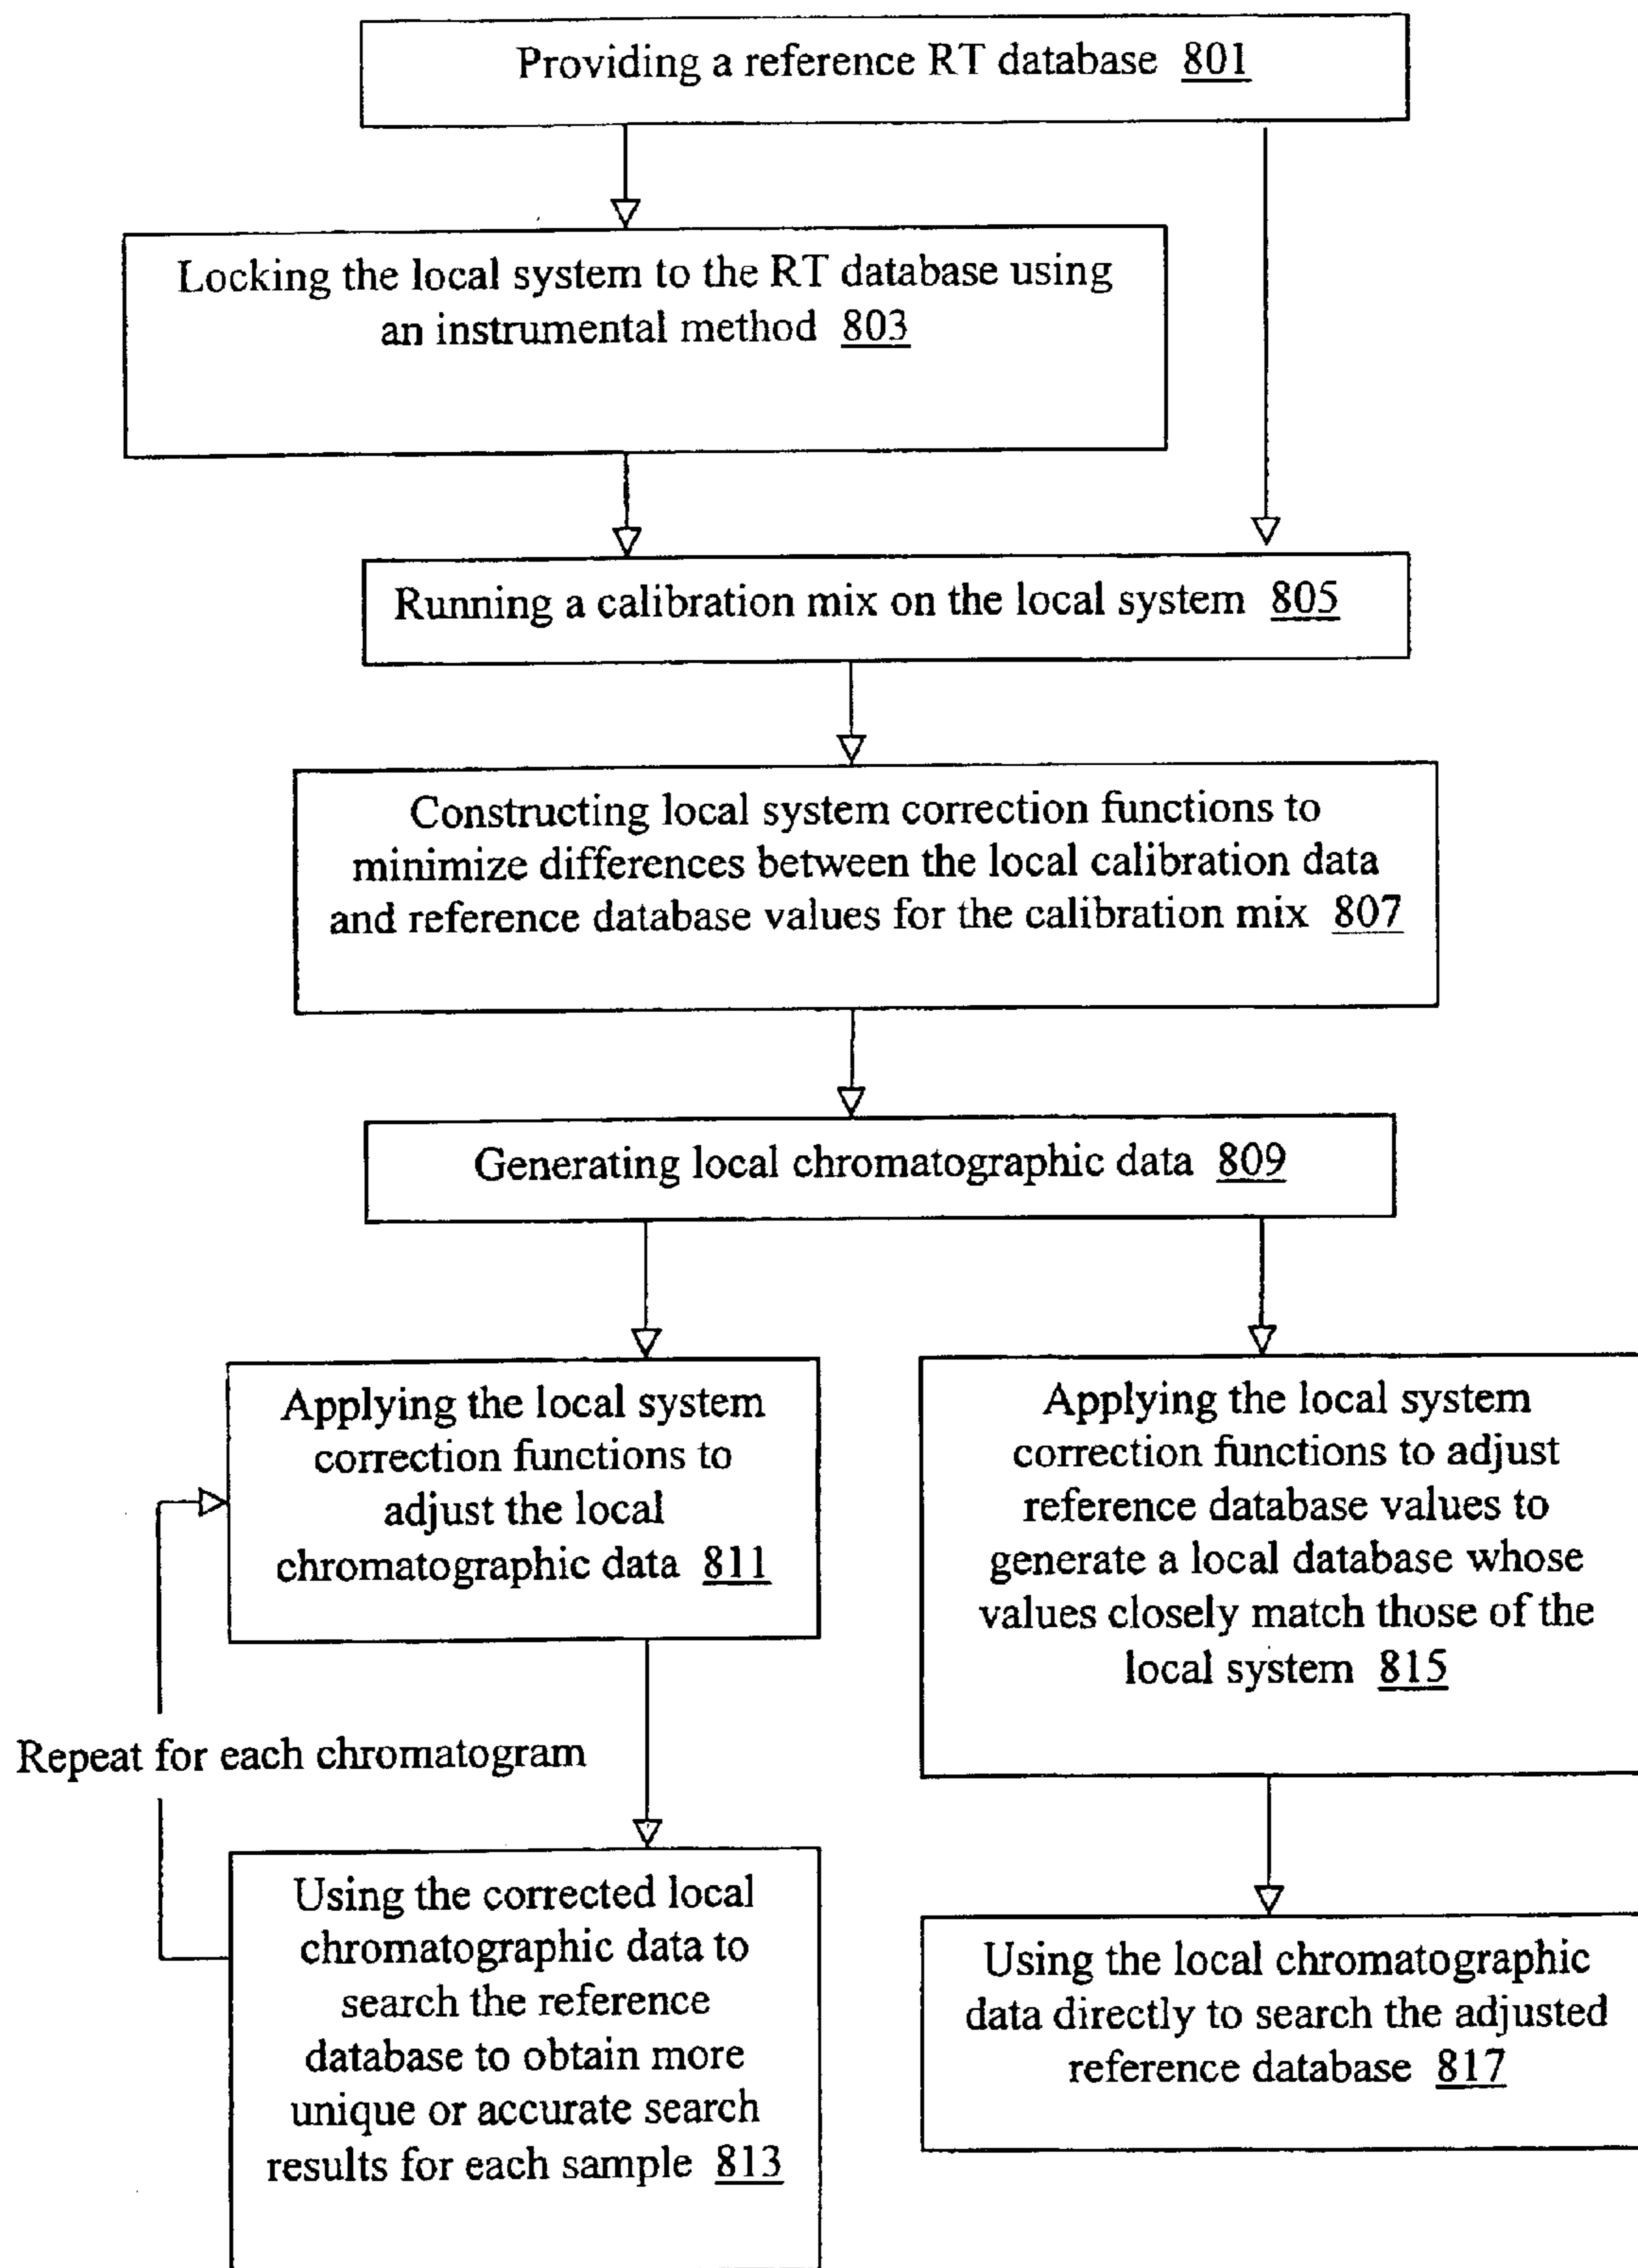 Providing a reference RT database 801
Locking the local system to the RT database using
an instrumental method 803
Running a calibration mix on the local system 805
Constructing local system correction functions to
minimize differences between the local calibration data
and reference database values for the calibration mix 807
Generating local chromatographic data 809
Applying the local system
correction functions to
adjust the local
chromatographic data 811
Repeat for each chromatogram
Using the corrected local
chromatographic data to
search the reference
database to obtain more
unique or accurate search
results for each sample 813
Applying the local system
correction functions to adjust
reference database values to
generate a local database whose
values closely match those of the
local system 815
Using the local chromatographic
data directly to search the adjusted
reference database 817